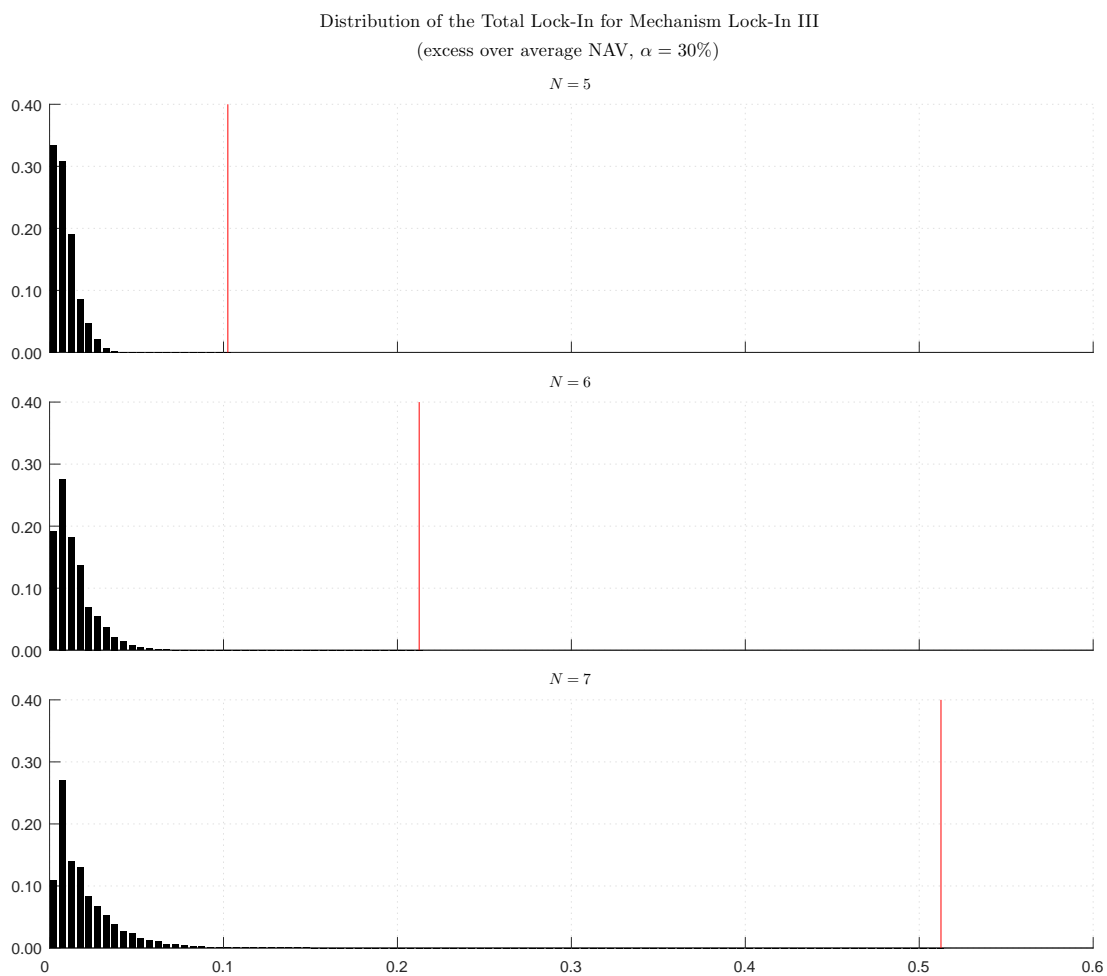 Distribution of the Total Lock-In for Mechanism Lock-In III
(excess over average NAV, α = 30%)
N = 5
0.40
0.30
0.20
0.10
0.00
N = 6
0.40
0.30
0.20
0.10
0.00
N = 7
0.40
0.30
0.20
0.10
0.00
0 0.1 0.2 0.3 0.4 0.5 0.6